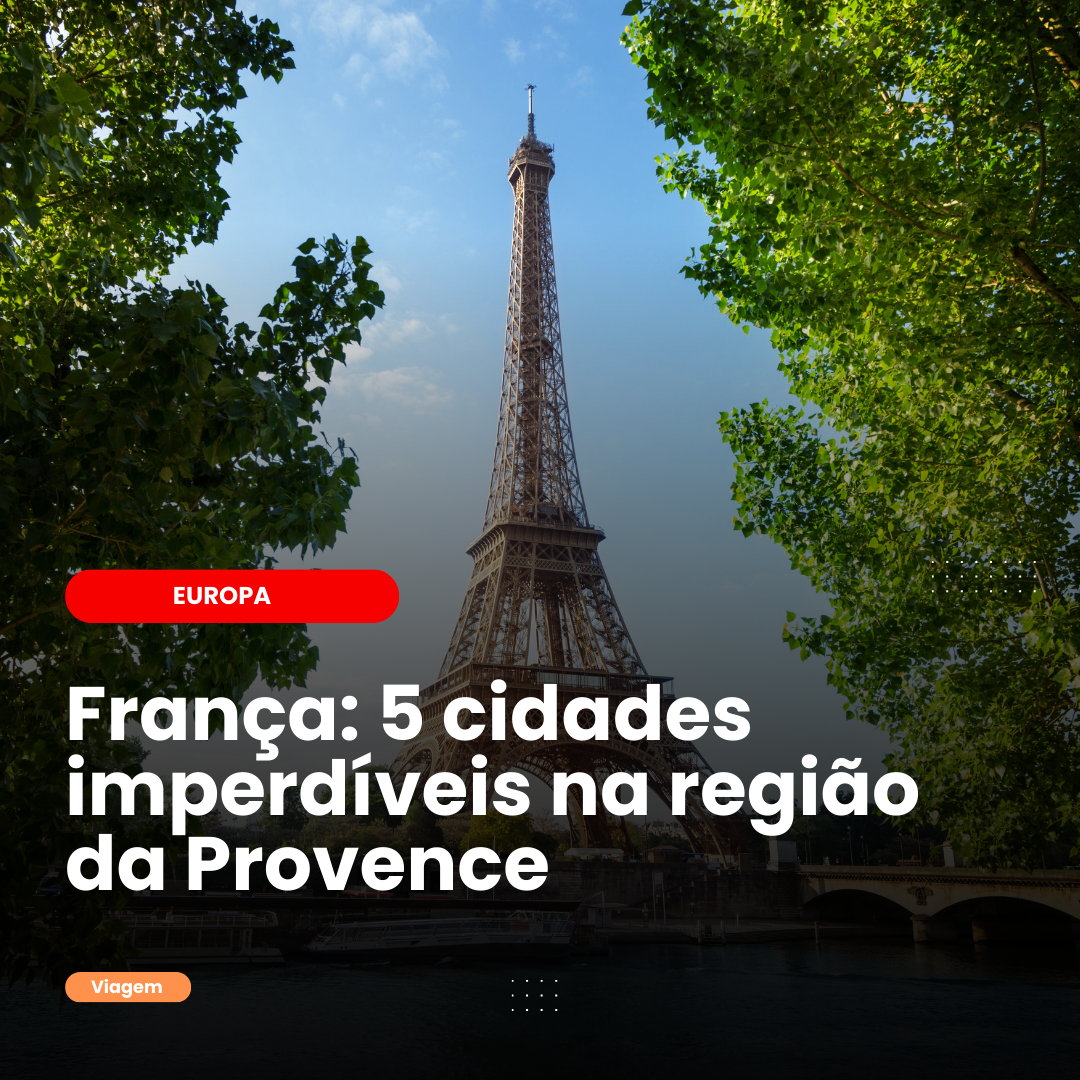 EUROPA
França: 5 cidades
imperdíveis na região
da Provence
Viagem